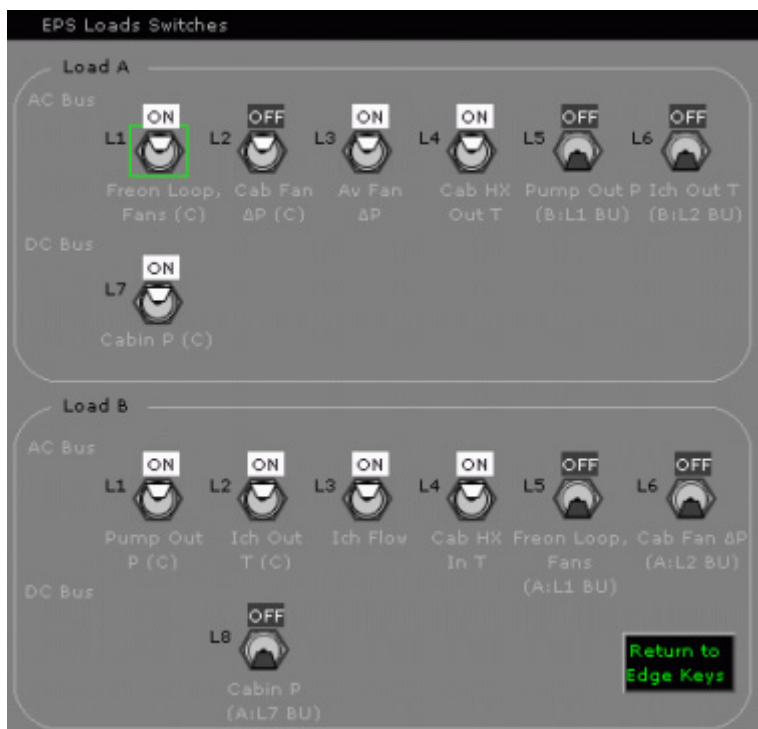 EPS Loads Switches
Load A
AC Bus
ON OFF ON ON OFF OFF
L1 L2 L3 L4 L5 L6
Freon Loop, Cab Fan Av Fan Cab HX Pump Out P Ich Out T
Fans (C) ΔP (C) ΔP Out T (B:L1 BU) (B:L2 BU)
DC Bus
ON
L7
Cabin P (C)
Load B
AC Bus
ON ON ON ON OFF OFF
L1 L2 L3 L4 L5 L6
Pump Out Ich Out Ich Flow Cab HX Freon Loop, Cab Fan ΔP
P (C) T (C) In T Fans (A:L2 BU)
(A:L1 BU)
DC Bus
OFF
L8
Return to
Edge Keys
Cabin P
(A:L7 BU)